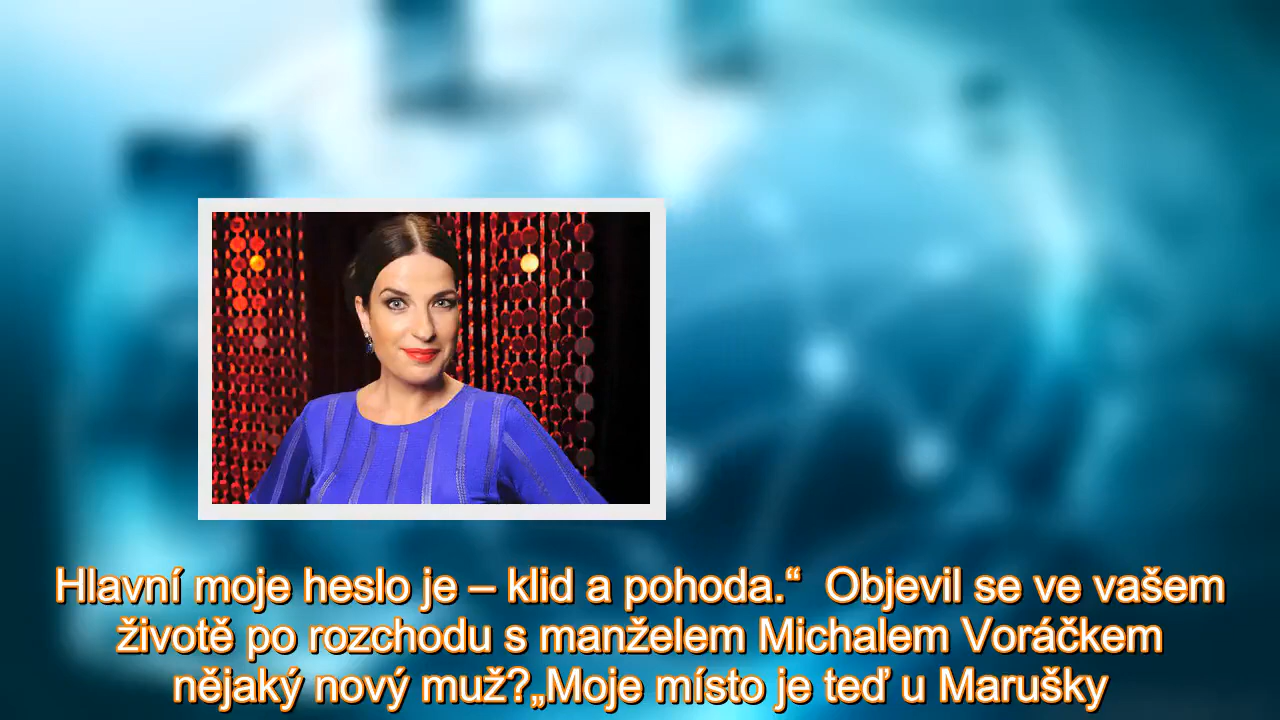 Hlavní moje heslo je – klid a pohoda.“  Objevil se ve vašem
životě po rozchodu s manželem Michalem Voráčkem
nějaký nový muž?„Moje místo je teď u Marušky